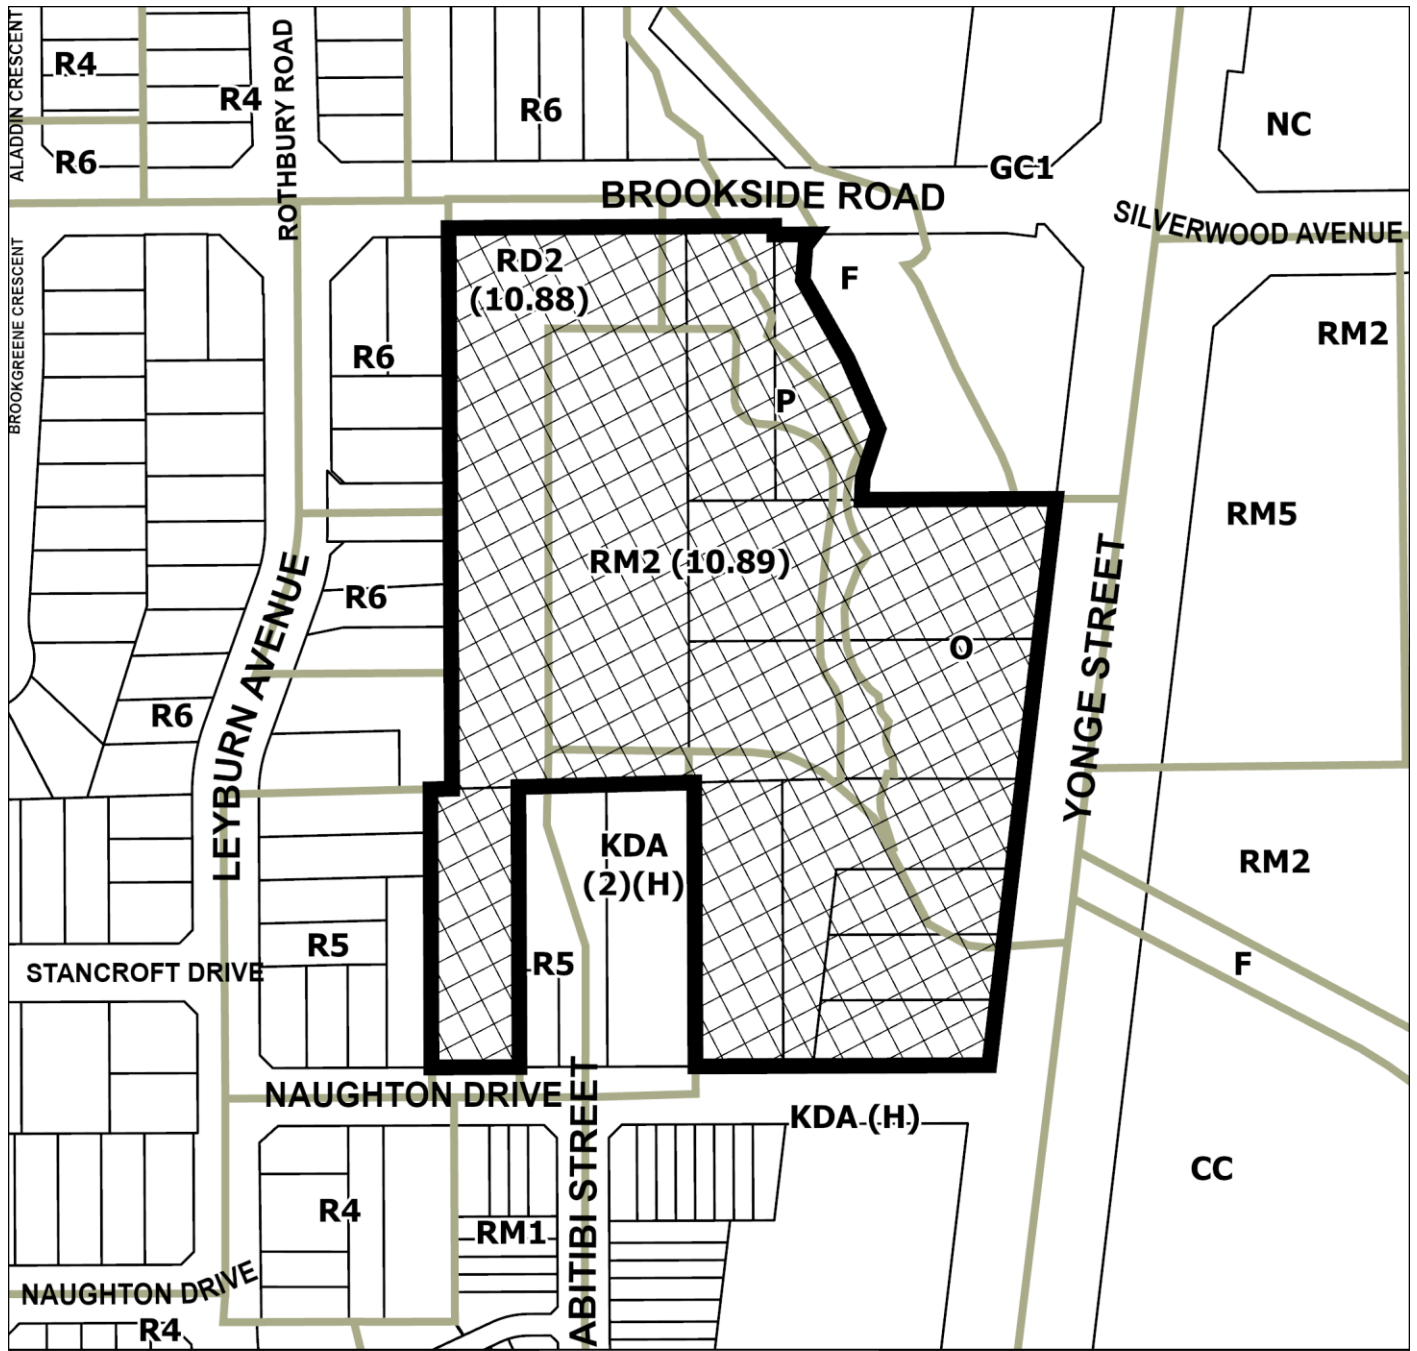 ALADDIN CRESCENT
R4
R4
ROTHBURY ROAD
R6
NC
R6
GC1
BROOKSIDE ROAD
SILVERWOOD AVENUE
BROOKGREENE CRESCENT
RD2
(10.88)
F
RM2
R6
P
RM5
RM2 (10.89)
R6
O
LEYBURN AVENUE
YONGE STREET
R6
KDA
(2)(H)
RM2
R5
R5
F
STANCROFT DRIVE
NAUGHTON DRIVE
ABITIBI STREET
KDA (H)
CC
R4
RM1
NAUGHTON DRIVE
R4